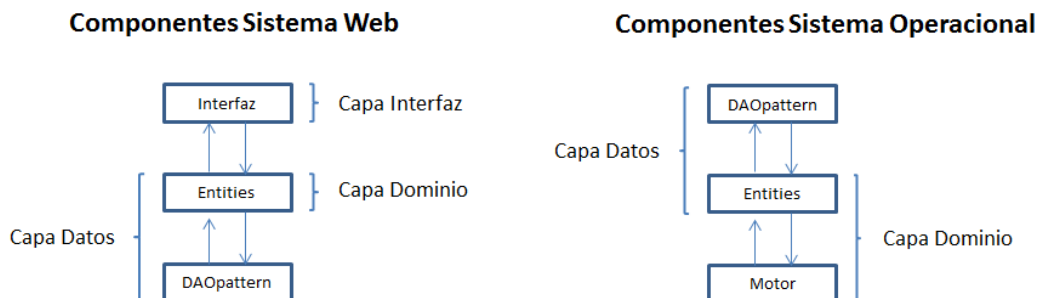 Componentes Sistema Web
Interfaz
Capa Interfaz
Entities
Capa Dominio
Capa Datos
DAOpattern
Componentes Sistema Operacional
DAOpattern
Capa Datos
Entities
Capa Dominio
Motor